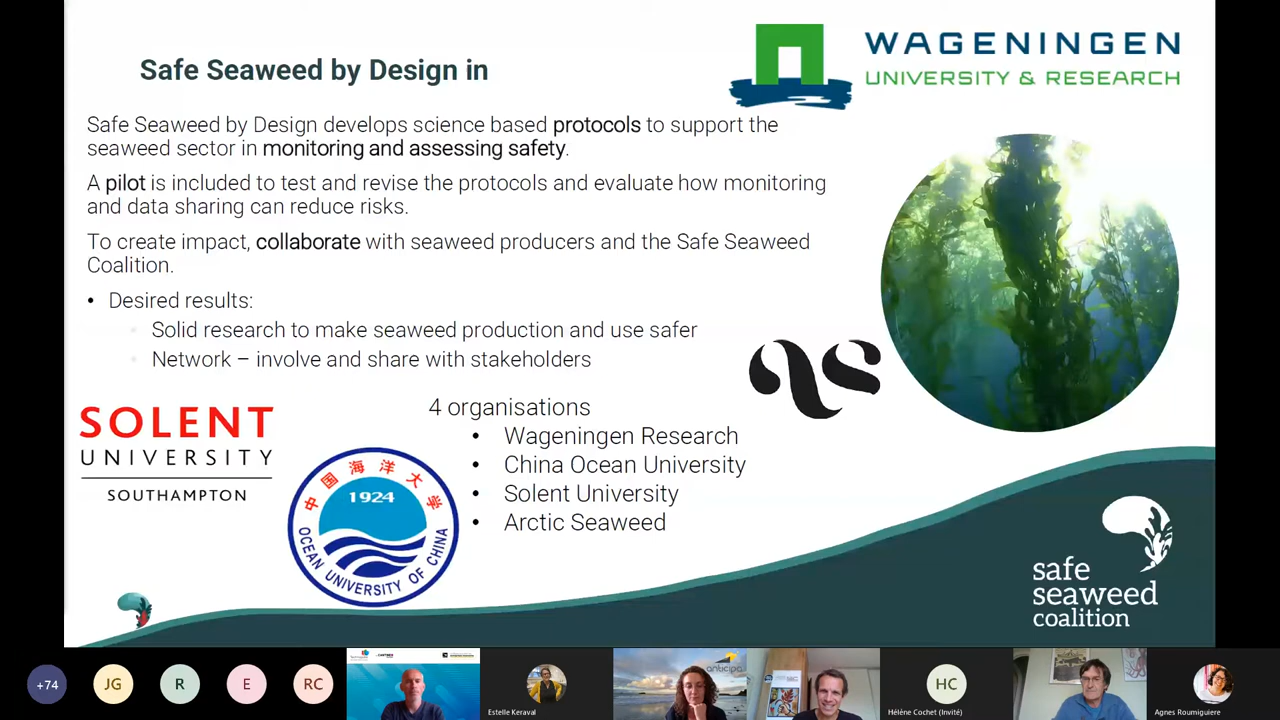 Safe Seaweed by Design in
WAGENINGEN
UNIVERSITY & RESEARCH
Safe Seaweed by Design develops science based protocols to support the
seaweed sector in monitoring and assessing safety.
A pilot is included to test and revise the protocols and evaluate how monitoring
and data sharing can reduce risks.
To create impact, collaborate with seaweed producers and the Safe Seaweed
Coalition.
• Desired results:
• Solid research to make seaweed production and use safer
• Network – involve and share with stakeholders
as
SOLENT
UNIVERSITY
SOUTHAMPTON
中国海洋大学
1924
OCEAN UNIVERSITY OF CHINA
4 organisations
• Wageningen Research
• China Ocean University
• Solent University
• Arctic Seaweed
safe
seaweed
coalition
+74
JG
R
E
RC
Estelle Keraval
anticipa
HC
Hélène Cochet (Invité)
Agnes Roumiguiere